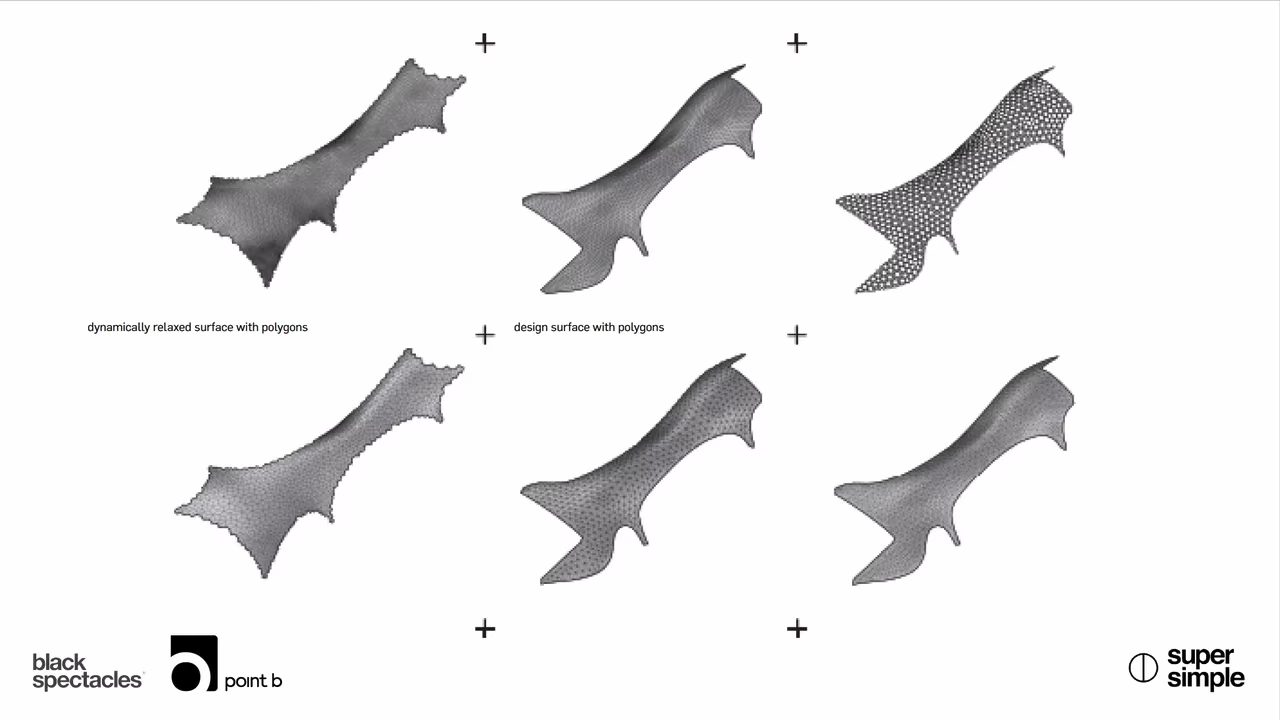 dynamically relaxed surface with polygons
design surface with polygons
black
spectacles
point b
super
simple